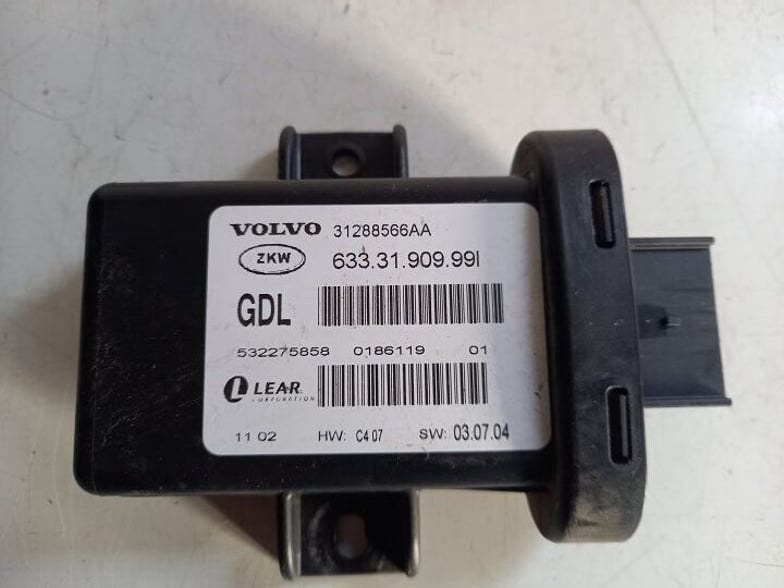 VOLVO 31288566AA
ZKW 633.31.909.99I
GDL
532275858 0186119 01
LEAR
CORPORATION
11 02 HW: C4 07 SW: 03.07.04